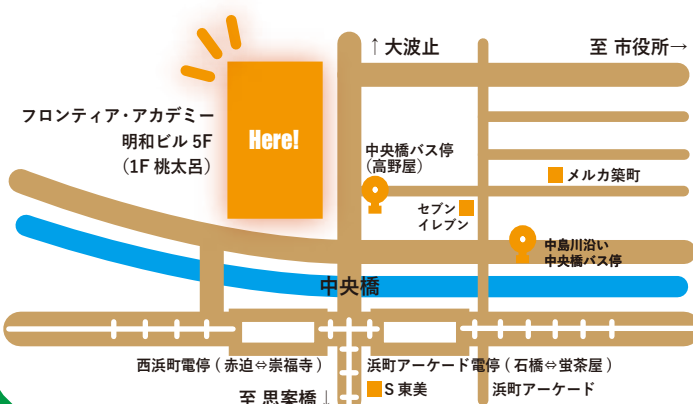 ↑大波止
至 市役所→
フロンティア・アカデミー
明和ビル 5F
(1F 桃太呂)
Here!
中央橋バス停
(高野屋)
メルカ築町
セブン
イレブン
中島川沿い
中央橋バス停
中央橋
西浜町電停 ( 赤迫⇔崇福寺 )
浜町アーケード電停 ( 石橋⇔蛍茶屋 )
S 東美
浜町アーケード
至 思案橋↓